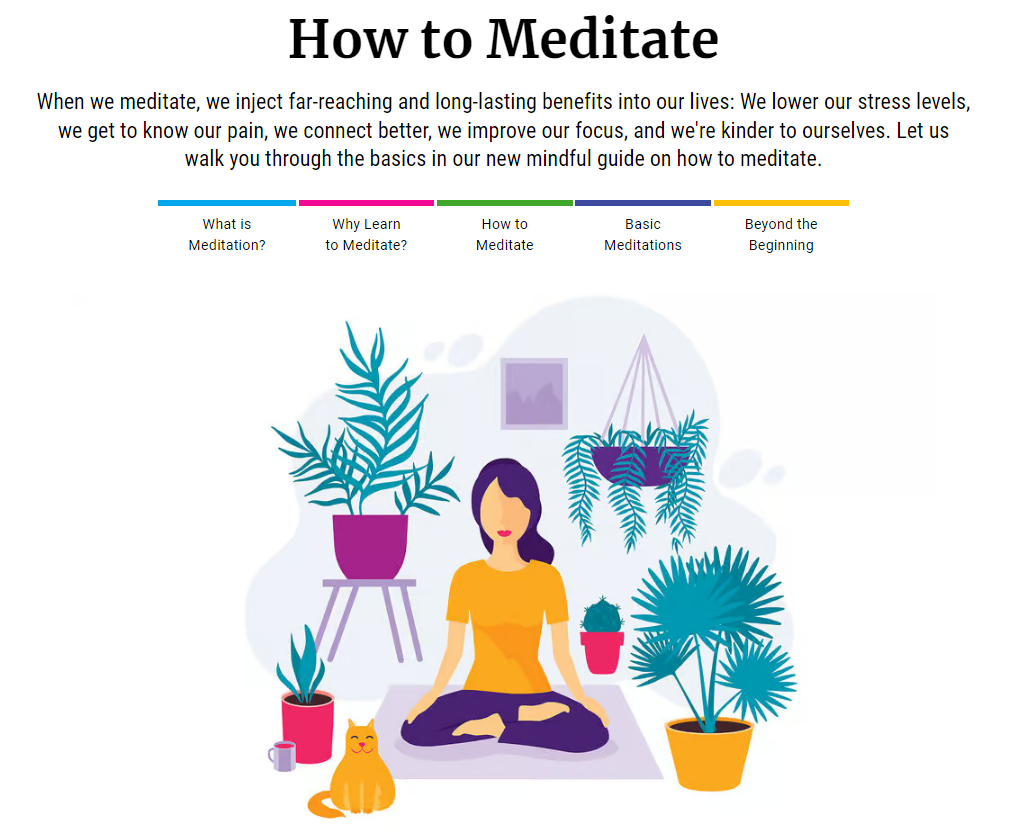 How to Meditate
When we meditate, we inject far-reaching and long-lasting benefits into our lives: We lower our stress levels,
we get to know our pain, we connect better, we improve our focus, and we're kinder to ourselves. Let us
walk you through the basics in our new mindful guide on how to meditate.
What is
Meditation?
Why Learn
to Meditate?
How to
Meditate
Basic
Meditations
Beyond the
Beginning